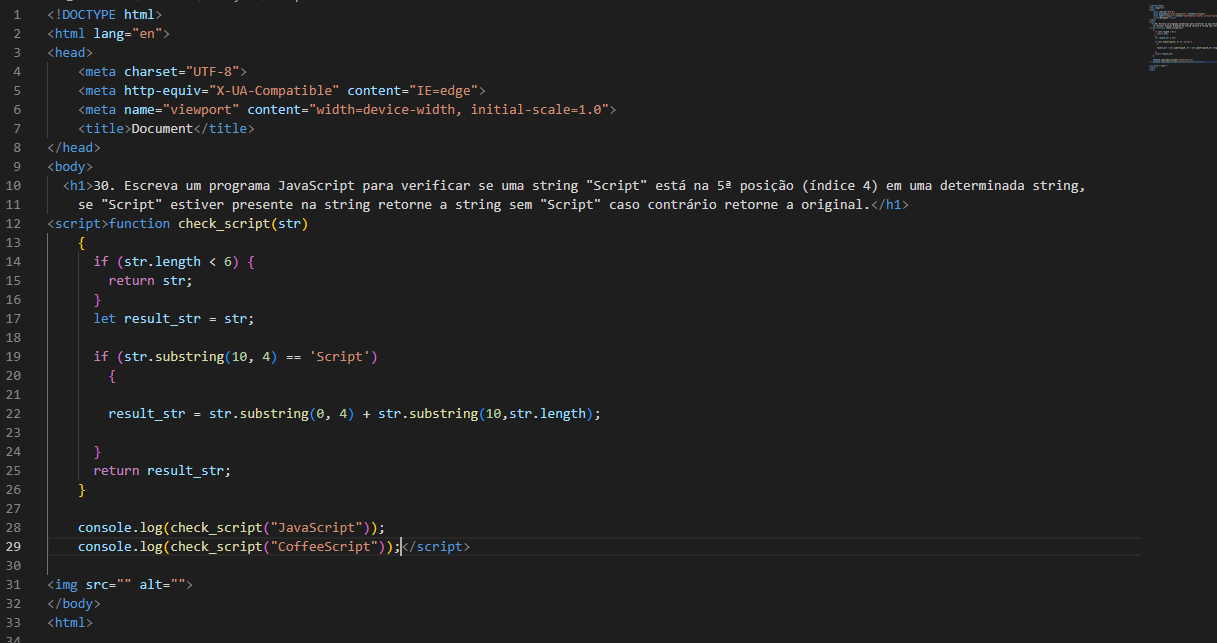 1 <!DOCTYPE html>
2 <html lang="en">
3 <head>
4 <meta charset="UTF-8">
5 <meta http-equiv="X-UA-Compatible" content="IE=edge">
6 <meta name="viewport" content="width=device-width, initial-scale=1.0">
7 <title>Document</title>
8 </head>
9 <body>
10 <h1>30. Escreva um programa JavaScript para verificar se uma string "Script" está na 5ª posição (índice 4) em uma determinada string,
11 se "Script" estiver presente na string retorne a string sem "Script" caso contrário retorne a original.</h1>
12 <script>function check_script(str)
13 {
14 if (str.length < 6) {
15 return str;
16 }
17 let result_str = str;
18
19 if (str.substring(10, 4) == 'Script')
20 {
21
22 result_str = str.substring(0, 4) + str.substring(10,str.length);
23
24 }
25 return result_str;
26 }
27
28 console.log(check_script("JavaScript"));
29 console.log(check_script("CoffeeScript"));</script>
30
31 <img src="" alt="">
32 </body>
33 <html>
34